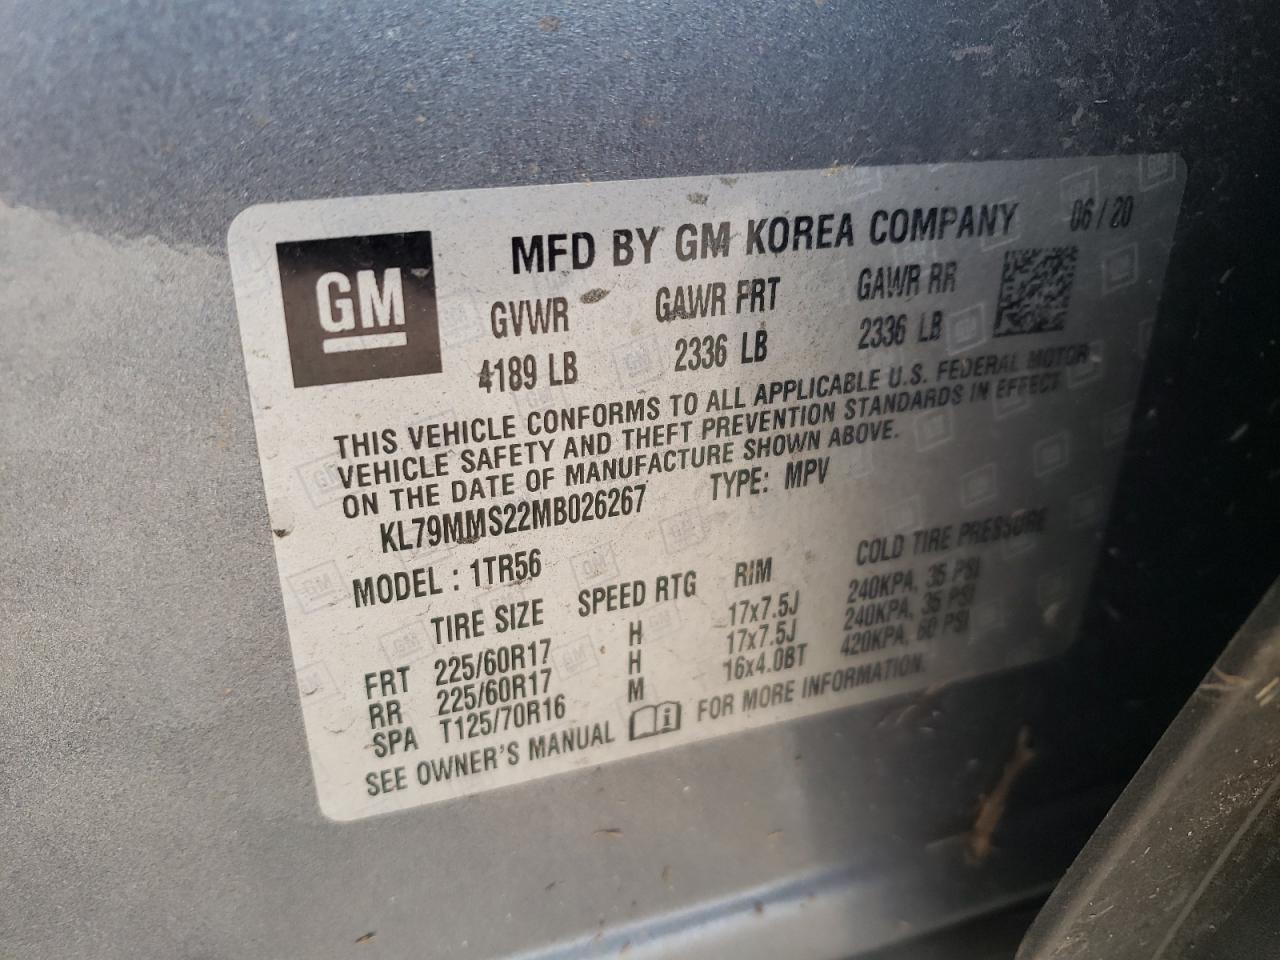 GM
MFD BY GM KOREA COMPANY 06/20
GVWR GAWR FRT GAWR RR
4189 LB 2336 LB 2336 LB
THIS VEHICLE CONFORMS TO ALL APPLICABLE U.S. FEDERAL MOTOR
VEHICLE SAFETY AND THEFT PREVENTION STANDARDS IN EFFECT
ON THE DATE OF MANUFACTURE SHOWN ABOVE.
KL79MMS22MB026267 TYPE: MPV
MODEL : 1TR56
TIRE SIZE SPEED RTG RIM COLD TIRE PRESSURE
FRT 225/60R17 H 17x7.5J 240KPA, 35 PSI
RR 225/60R17 H 17x7.5J 240KPA, 35 PSI
SPA T125/70R16 M 16x4.0BT 420KPA, 60 PSI
SEE OWNER'S MANUAL FOR MORE INFORMATION.